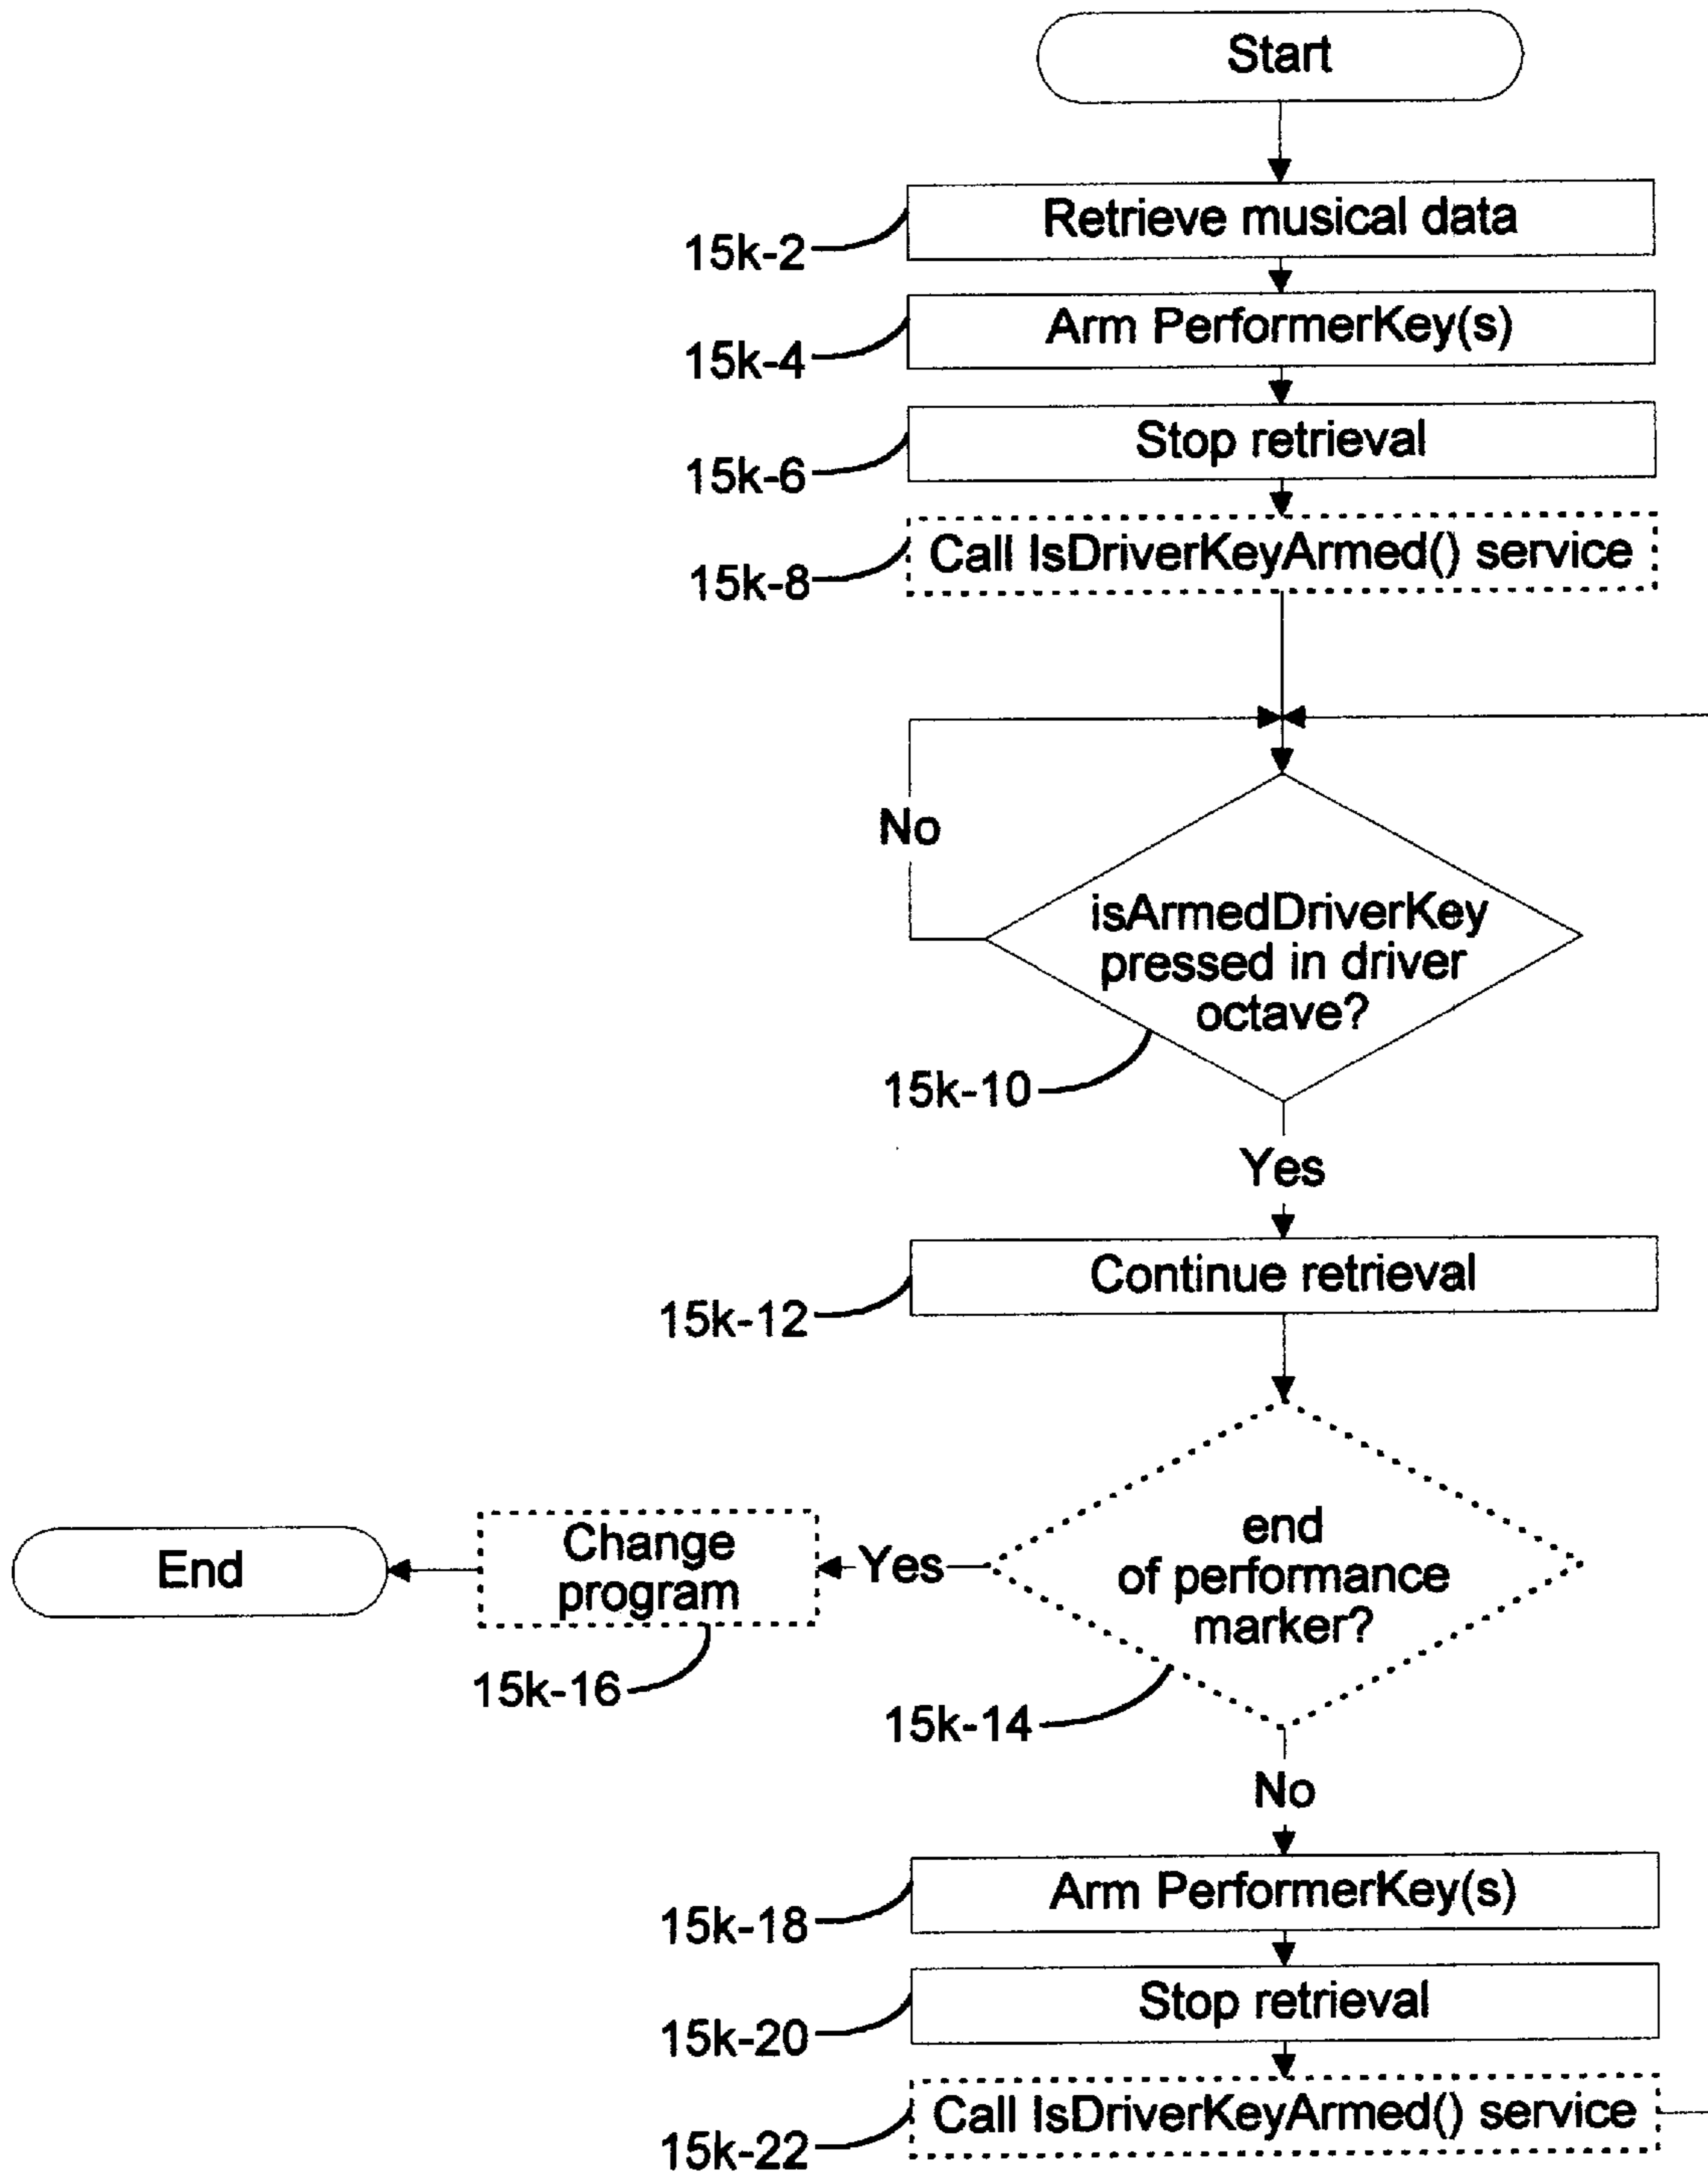 Start
Retrieve musical data
15k-2
Arm PerformerKey(s)
15k-4
Stop retrieval
15k-6
Call IsDriverKeyArmed() service
15k-8
No
isArmedDriverKey
pressed in driver
octave?
15k-10
Yes
Continue retrieval
15k-12
end
of performance
marker?
15k-14
Yes
Change
program
15k-16
End
No
Arm PerformerKey(s)
15k-18
Stop retrieval
15k-20
Call IsDriverKeyArmed() service
15k-22